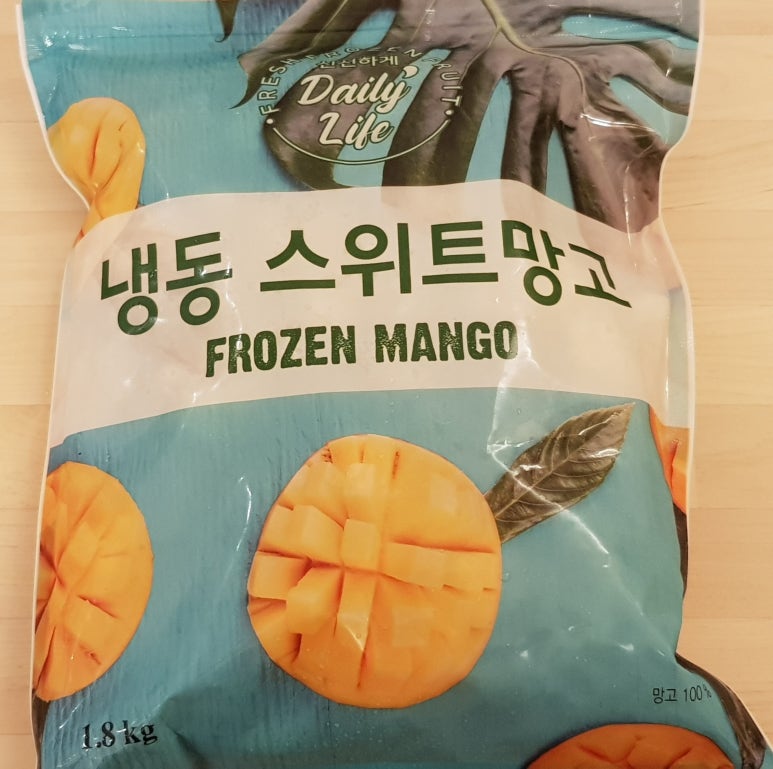 FRESH FROZEN FRUIT
신선하게
Daily
Life
냉동 스위트망고
FROZEN MANGO
망고 100%
1.8 kg